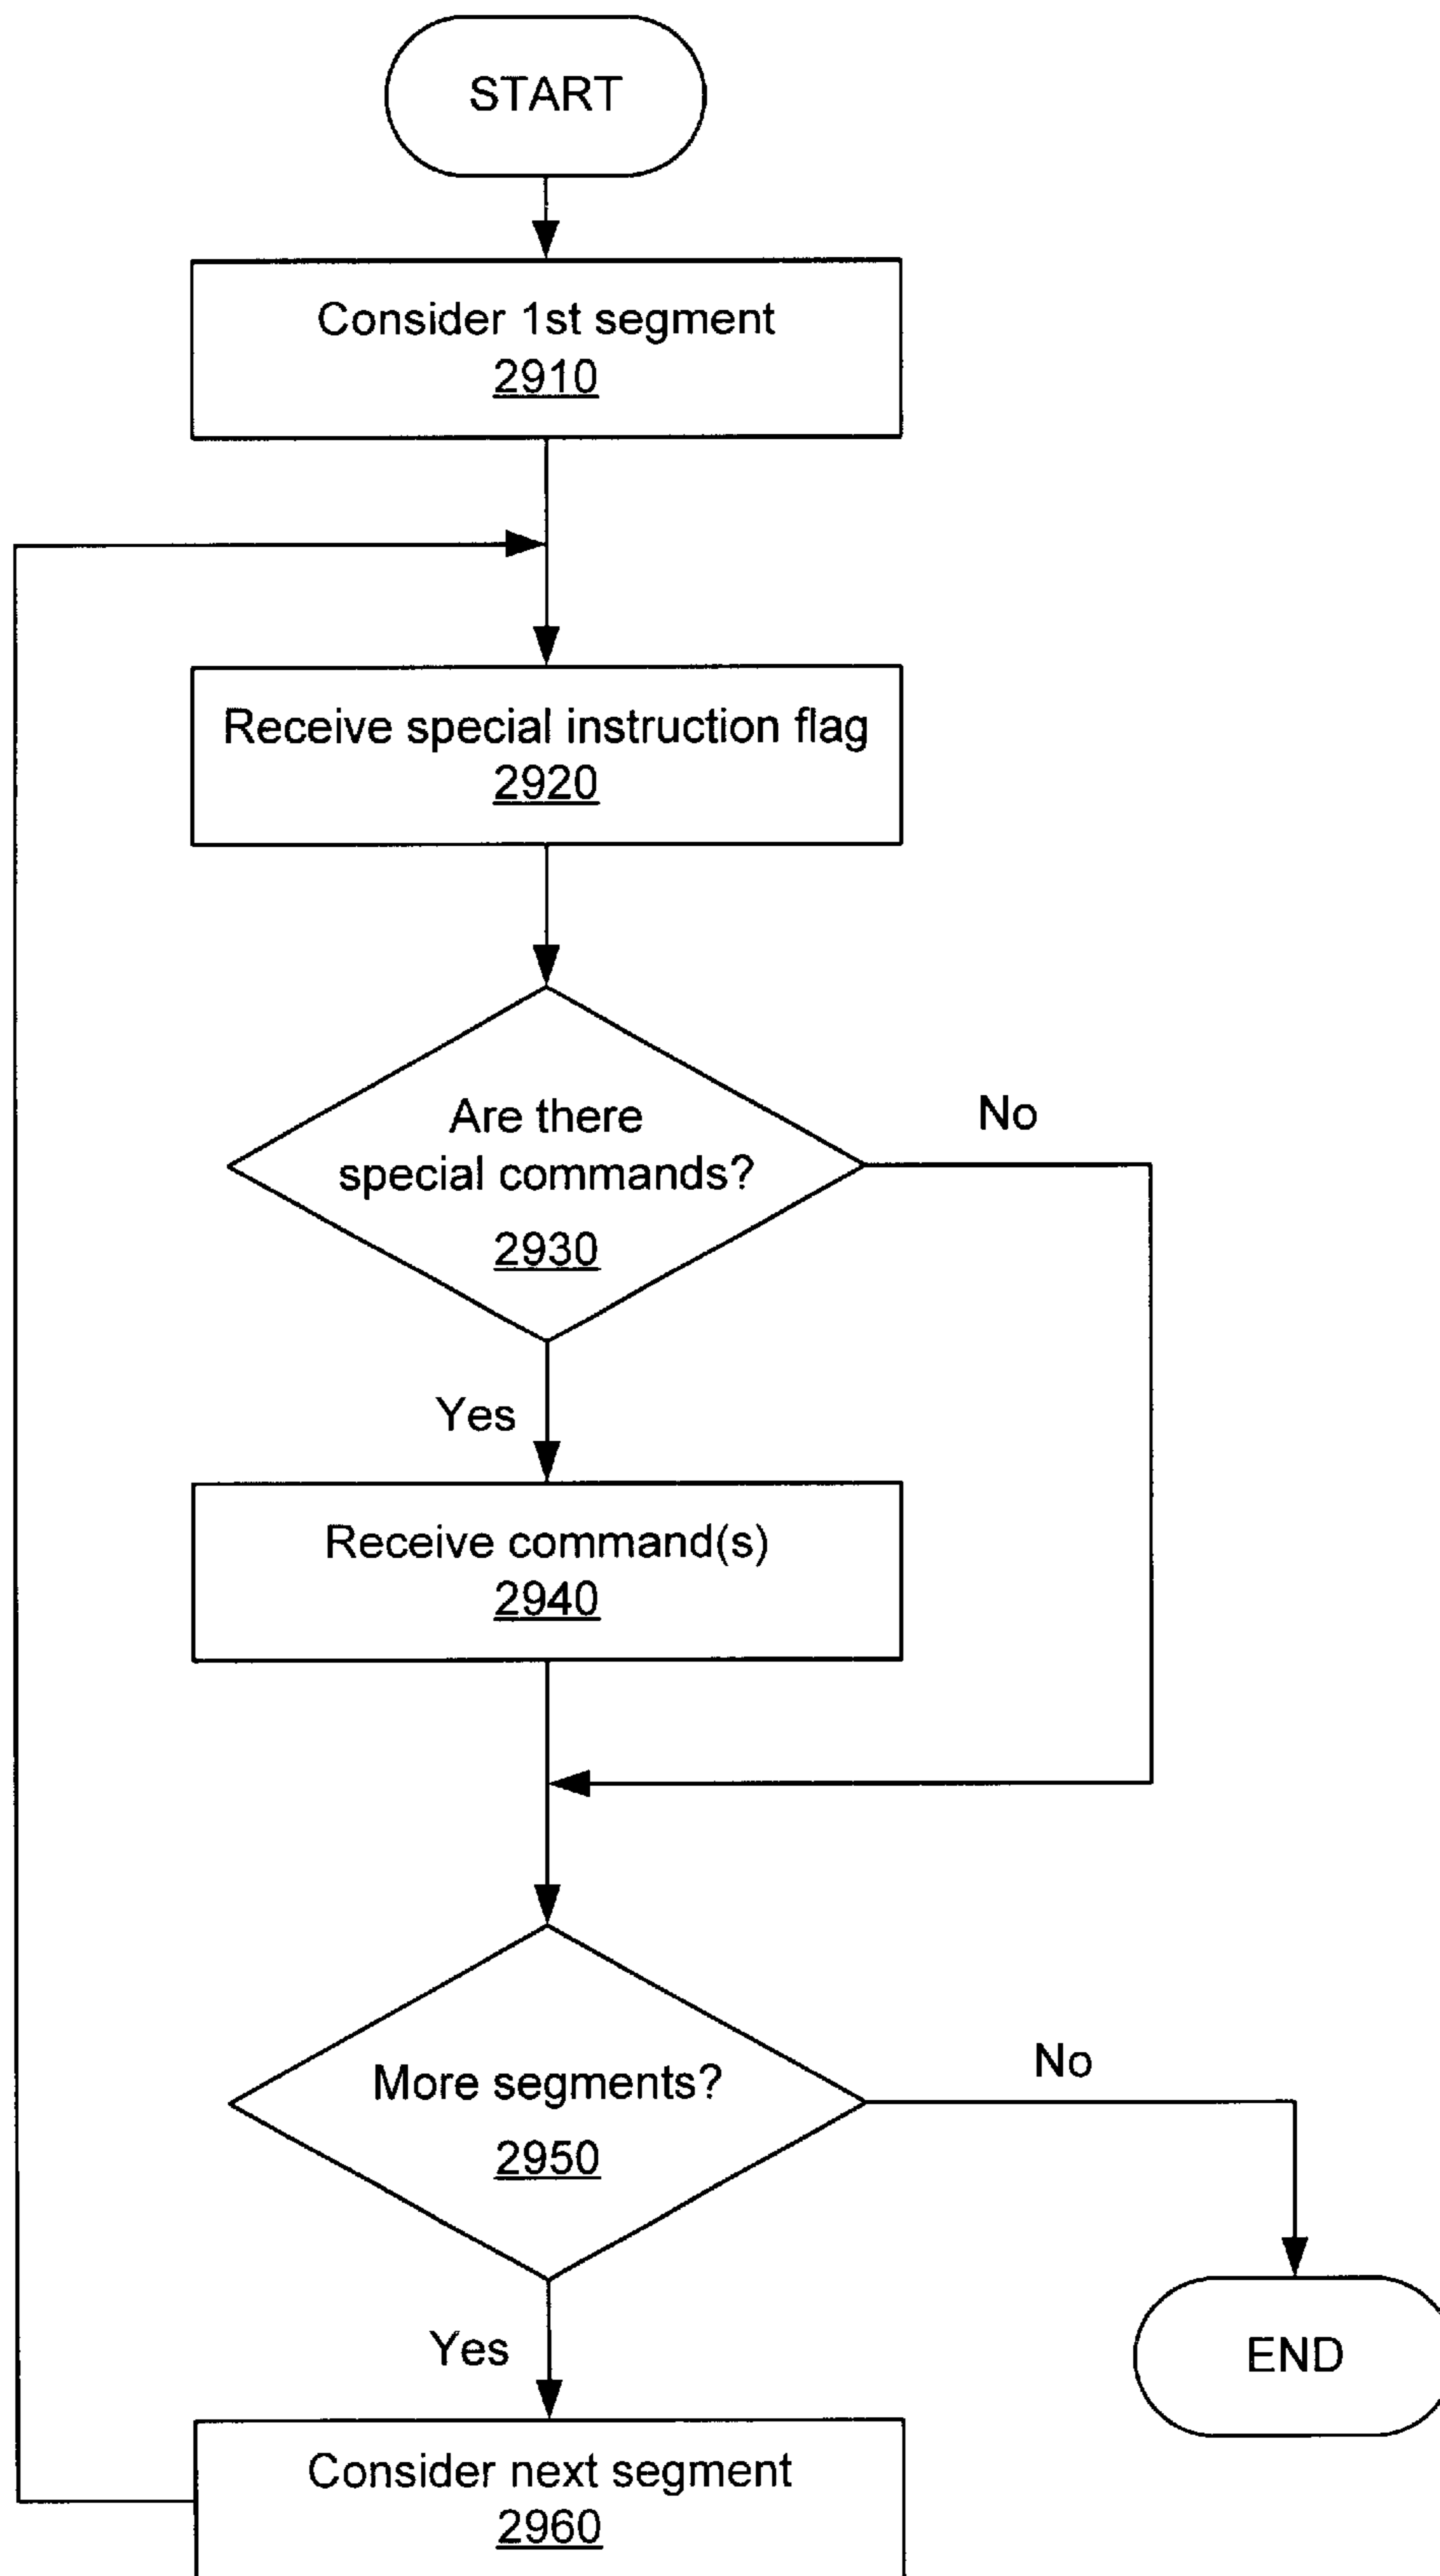 START
Consider 1st segment
2910
Receive special instruction flag
2920
Are there
special commands?
2930
No
Yes
Receive command(s)
2940
More segments?
2950
No
Yes
END
Consider next segment
2960